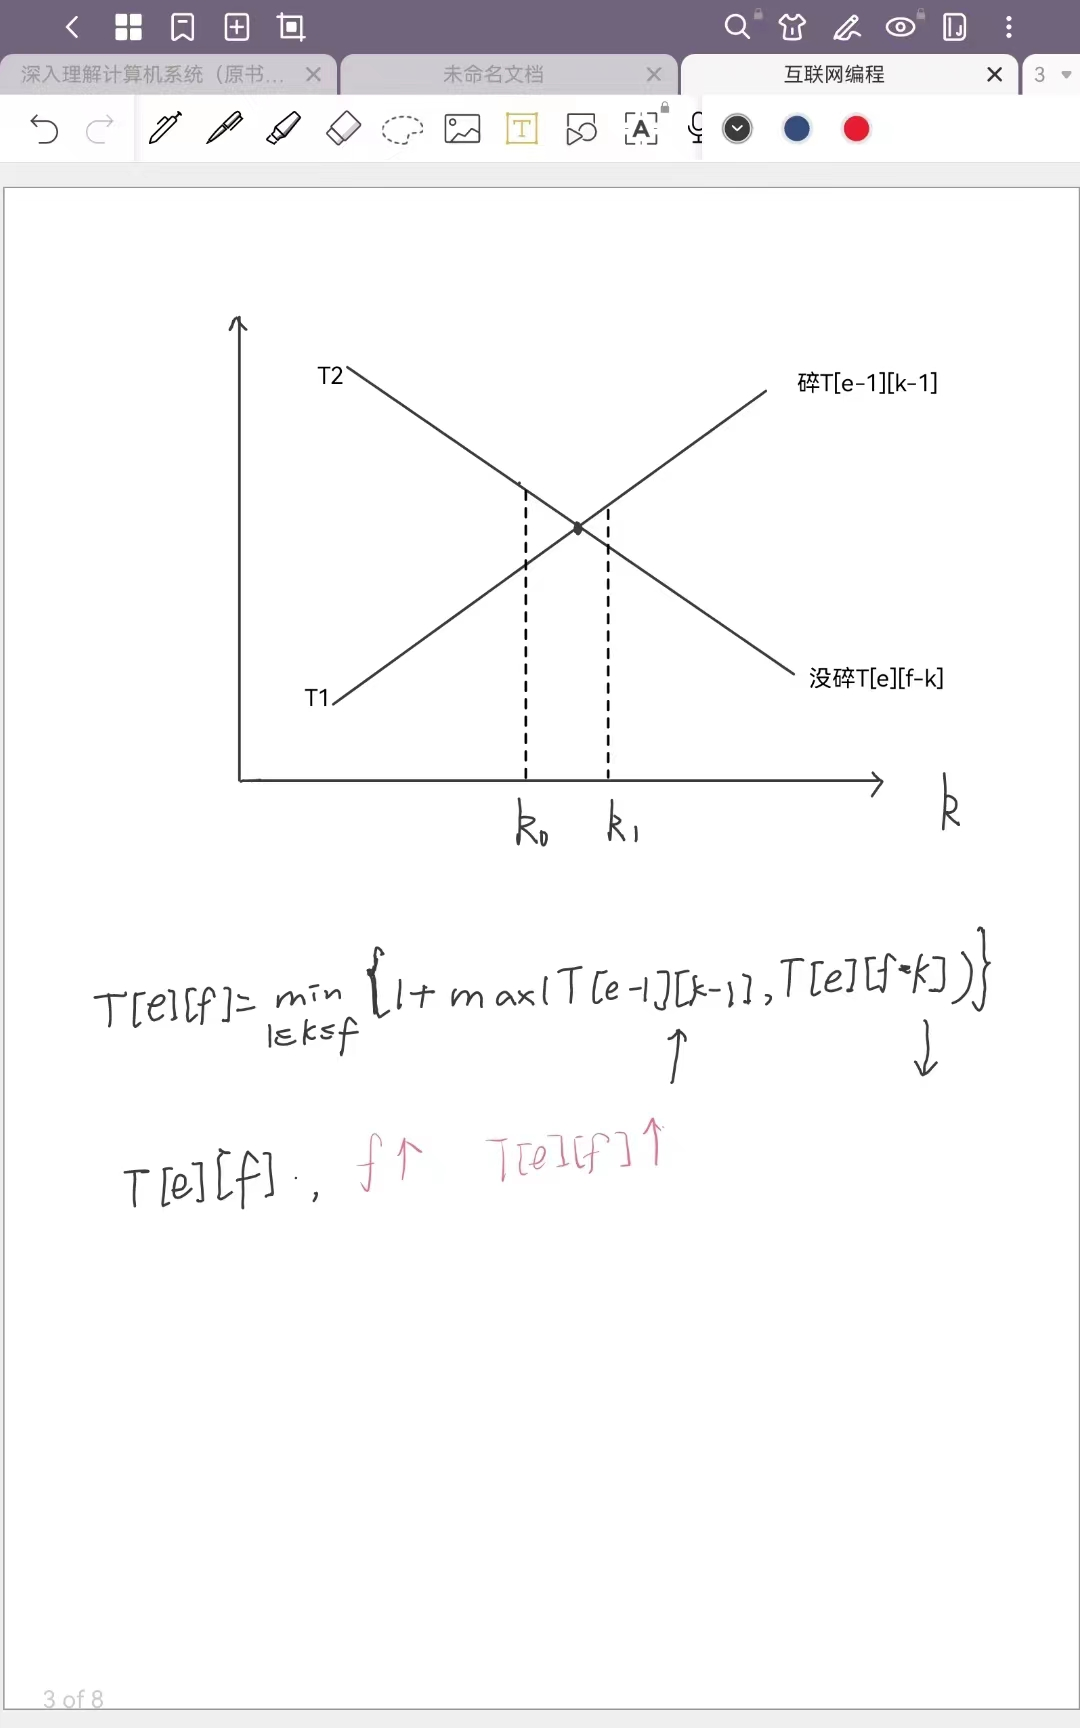 深入理解计算机系统（原书...
未命名文档
互联网编程
3
T
A
T2
碎T[e-1][k-1]
T1
没碎T[e][f-k]
k₀ k₁ k
T[e][f]= min {1+max(T[e-1][k-1],T[e][f-k])}
1≤k≤f
↑ ↓
T[e][f]., f↑ T[e][f]↑
3 of 8